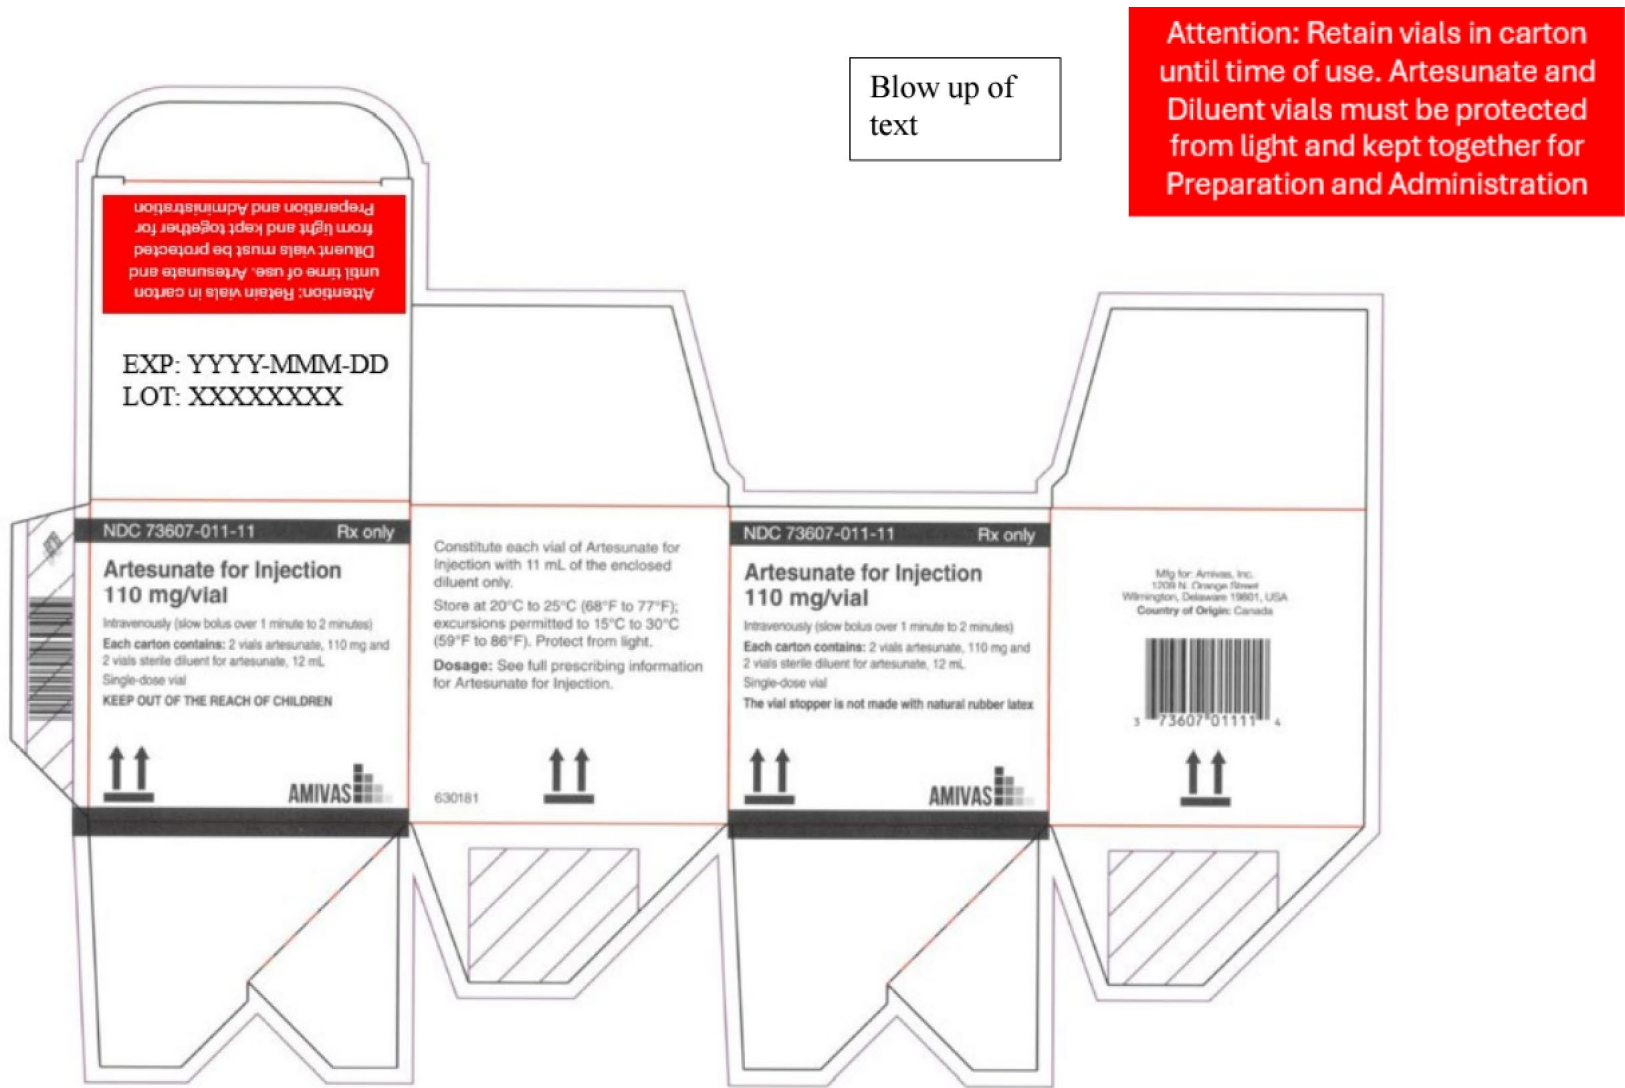 Blow up of
text
Attention: Retain vials in carton
until time of use. Artesunate and
Diluent vials must be protected
from light and kept together for
Preparation and Administration
Attention: Retain vials in carton
until time of use. Artesunate and
Diluent vials must be protected
from light and kept together for
Preparation and Administration
EXP: YYYY-MMM-DD
LOT: XXXXXXXX
NDC 73607-011-11 Rx only
Artesunate for Injection
110 mg/vial
Intravenously (slow bolus over 1 minute to 2 minutes)
Each carton contains: 2 vials artesunate, 110 mg and
2 vials sterile diluent for artesunate, 12 mL
Single-dose vial
KEEP OUT OF THE REACH OF CHILDREN
AMIVAS
Constitute each vial of Artesunate for
Injection with 11 mL of the enclosed
diluent only.
Store at 20°C to 25°C (68°F to 77°F);
excursions permitted to 15°C to 30°C
(59°F to 86°F). Protect from light.
Dosage: See full prescribing information
for Artesunate for Injection.
630181
NDC 73607-011-11 Rx only
Artesunate for Injection
110 mg/vial
Intravenously (slow bolus over 1 minute to 2 minutes)
Each carton contains: 2 vials artesunate, 110 mg and
2 vials sterile diluent for artesunate, 12 mL
Single-dose vial
The vial stopper is not made with natural rubber latex
AMIVAS
Mfg for: Amivas, Inc.
1209 N. Orange Street
Wilmington, Delaware 19801, USA
Country of Origin: Canada
3 73607 01111 4